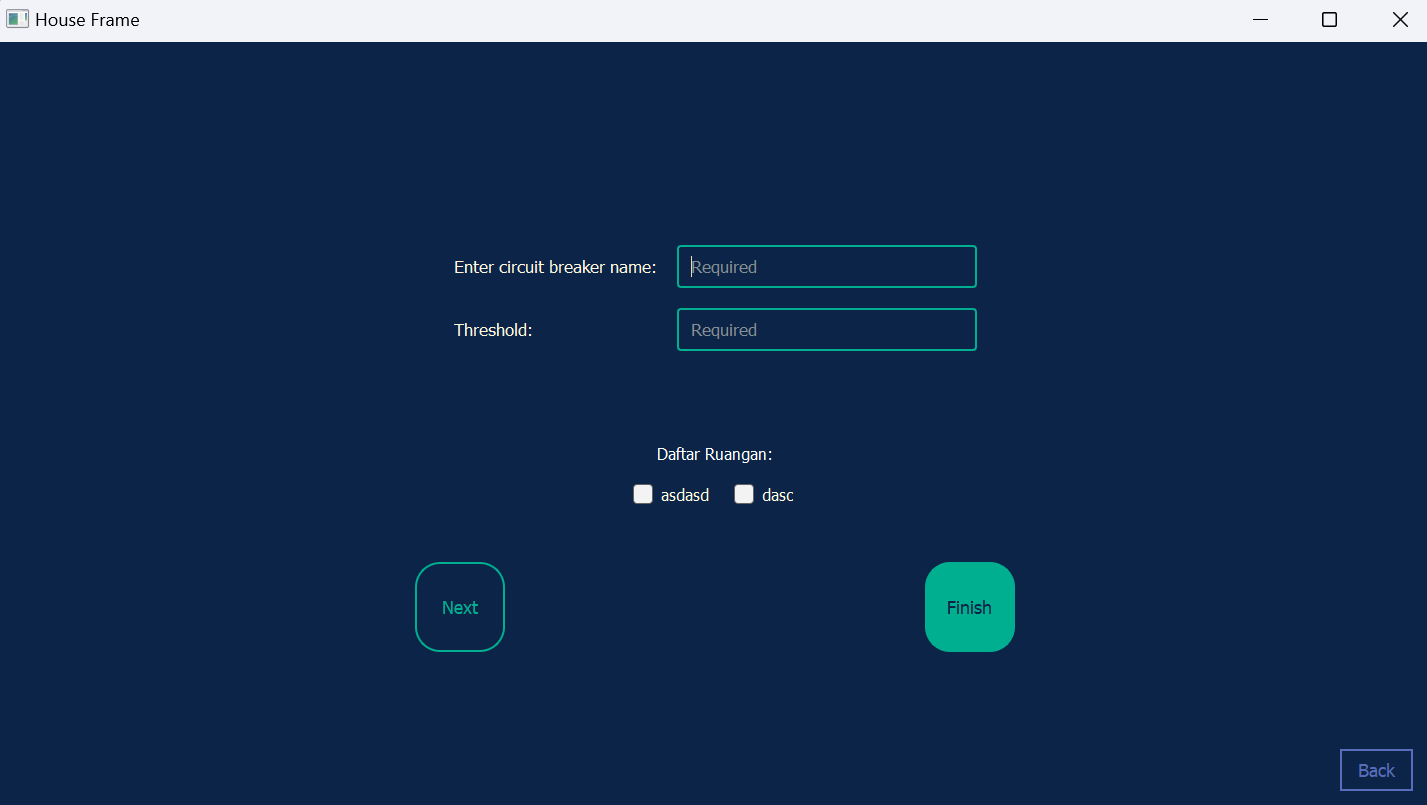 House Frame
Enter circuit breaker name: Required
Threshold: Required
Daftar Ruangan:
asdasd dasc
Next Finish
Back